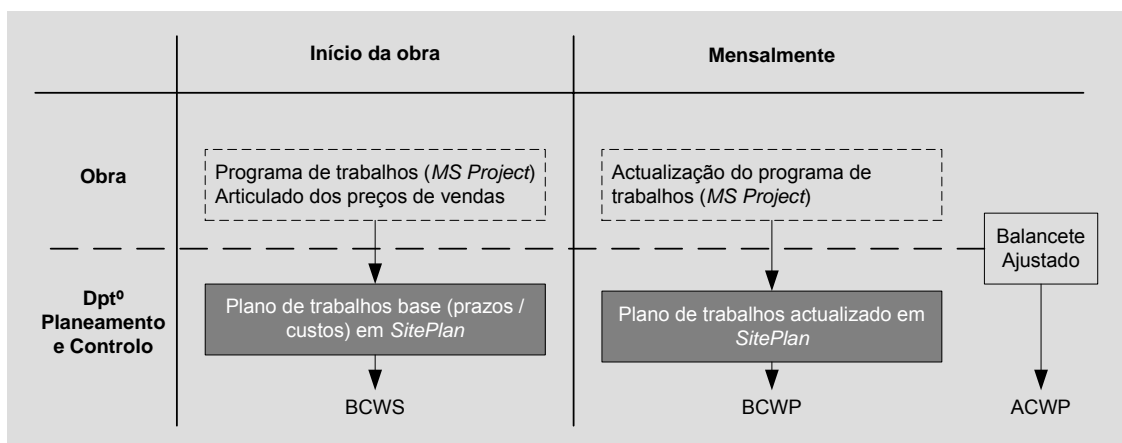 Início da obra
Mensalmente
Obra
Programa de trabalhos (MS Project)
Articulado dos preços de vendas
Actualização do programa de
trabalhos (MS Project)
Balancete
Ajustado
Dptº
Planeamento
e Controlo
Plano de trabalhos base (prazos /
custos) em SitePlan
Plano de trabalhos actualizado em
SitePlan
BCWS
BCWP
ACWP